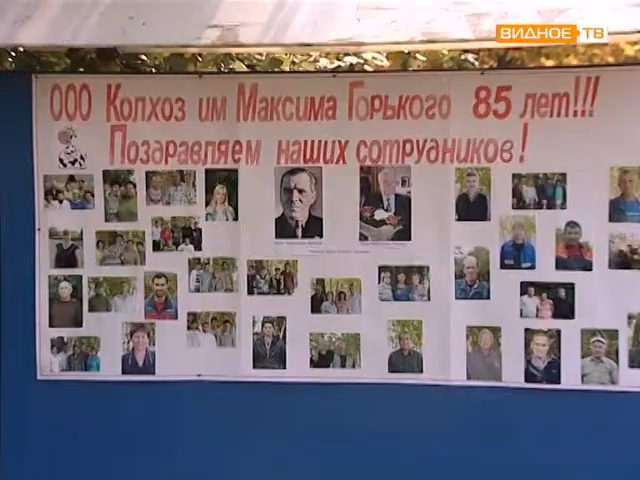 ВИДНОЕ ТВ
ООО Колхоз им Максима Горького 85 лет!!!
Поздравляем наших сотрудников!